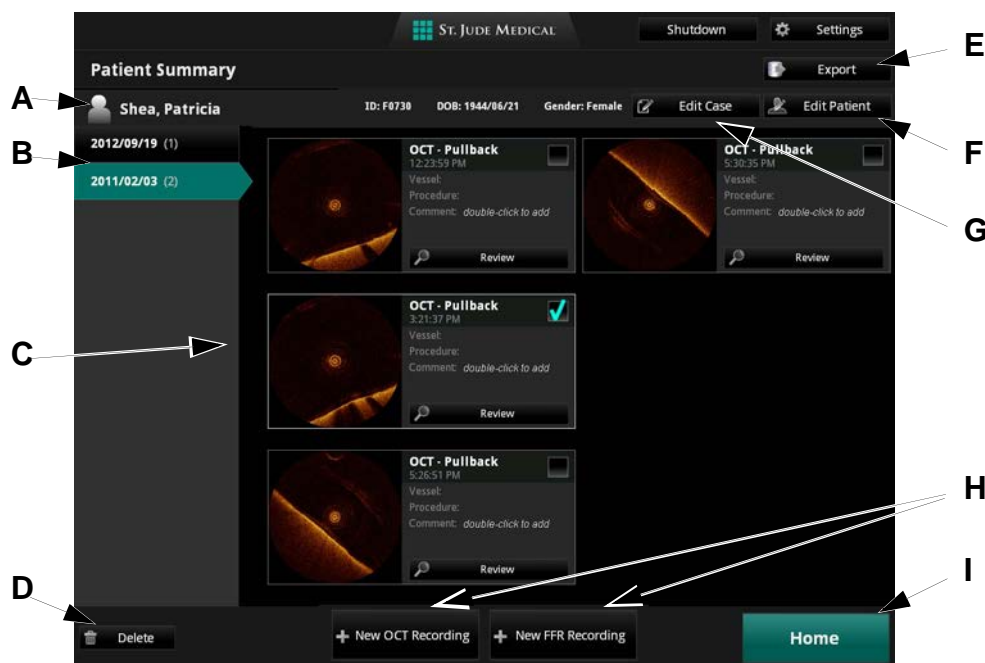 ST. JUDE MEDICAL
Shutdown
Settings
E
Patient Summary
Export
A
Shea, Patricia
ID: F0730 DOB: 1944/06/21 Gender: Female
Edit Case
Edit Patient
B
2012/09/19 (1)
2011/02/03 (2)
F
OCT - Pullback
12:23:59 PM
Vessel:
Procedure:
Comment: double-click to add
Review
OCT - Pullback
5:30:35 PM
Vessel:
Procedure:
Comment: double-click to add
Review
G
C
OCT - Pullback
3:21:37 PM
Vessel:
Procedure:
Comment: double-click to add
Review
OCT - Pullback
5:26:51 PM
Vessel:
Procedure:
Comment: double-click to add
Review
H
D
I
Delete
+ New OCT Recording
+ New FFR Recording
Home